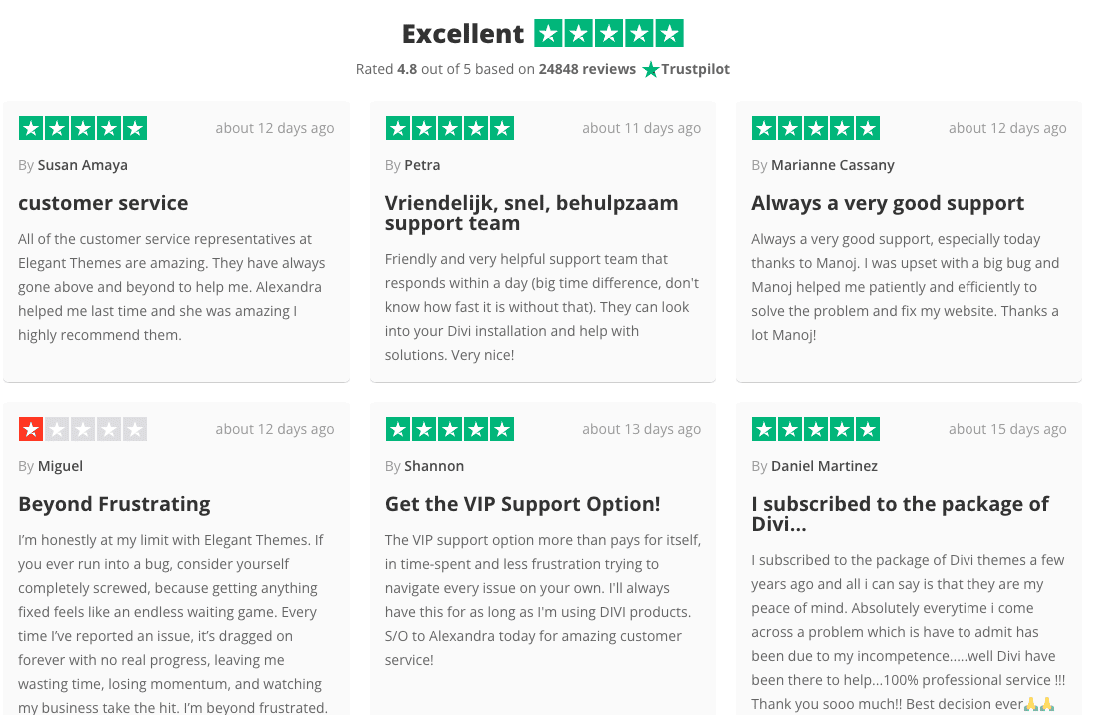 Excellent
Rated 4.8 out of 5 based on 24848 reviews Trustpilot
about 12 days ago
By Susan Amaya
customer service
All of the customer service representatives at
Elegant Themes are amazing. They have always
gone above and beyond to help me. Alexandra
helped me last time and she was amazing I
highly recommend them.
about 11 days ago
By Petra
Vriendelijk, snel, behulpzaam
support team
Friendly and very helpful support team that
responds within a day (big time difference, don't
know how fast it is without that). They can look
into your Divi installation and help with
solutions. Very nice!
about 12 days ago
By Marianne Cassany
Always a very good support
Always a very good support, especially today
thanks to Manoj. I was upset with a big bug and
Manoj helped me patiently and efficiently to
solve the problem and fix my website. Thanks a
lot Manoj!
about 12 days ago
By Miguel
Beyond Frustrating
I’m honestly at my limit with Elegant Themes. If
you ever run into a bug, consider yourself
completely screwed, because getting anything
fixed feels like an endless waiting game. Every
time I’ve reported an issue, it’s dragged on
forever with no real progress, leaving me
wasting time, losing momentum, and watching
my business take the hit. I’m beyond frustrated.
about 13 days ago
By Shannon
Get the VIP Support Option!
The VIP support option more than pays for itself,
in time-spent and less frustration trying to
navigate every issue on your own. I'll always
have this for as long as I'm using DIVI products.
S/O to Alexandra today for amazing customer
service!
about 15 days ago
By Daniel Martinez
I subscribed to the package of
Divi...
I subscribed to the package of Divi themes a few
years ago and all i can say is that they are my
peace of mind. Absolutely everytime i come
across a problem which is have to admit has
been due to my incompetence.....well Divi have
been there to help...100% professional service !!!
Thank you sooo much!! Best decision ever🙏🙏